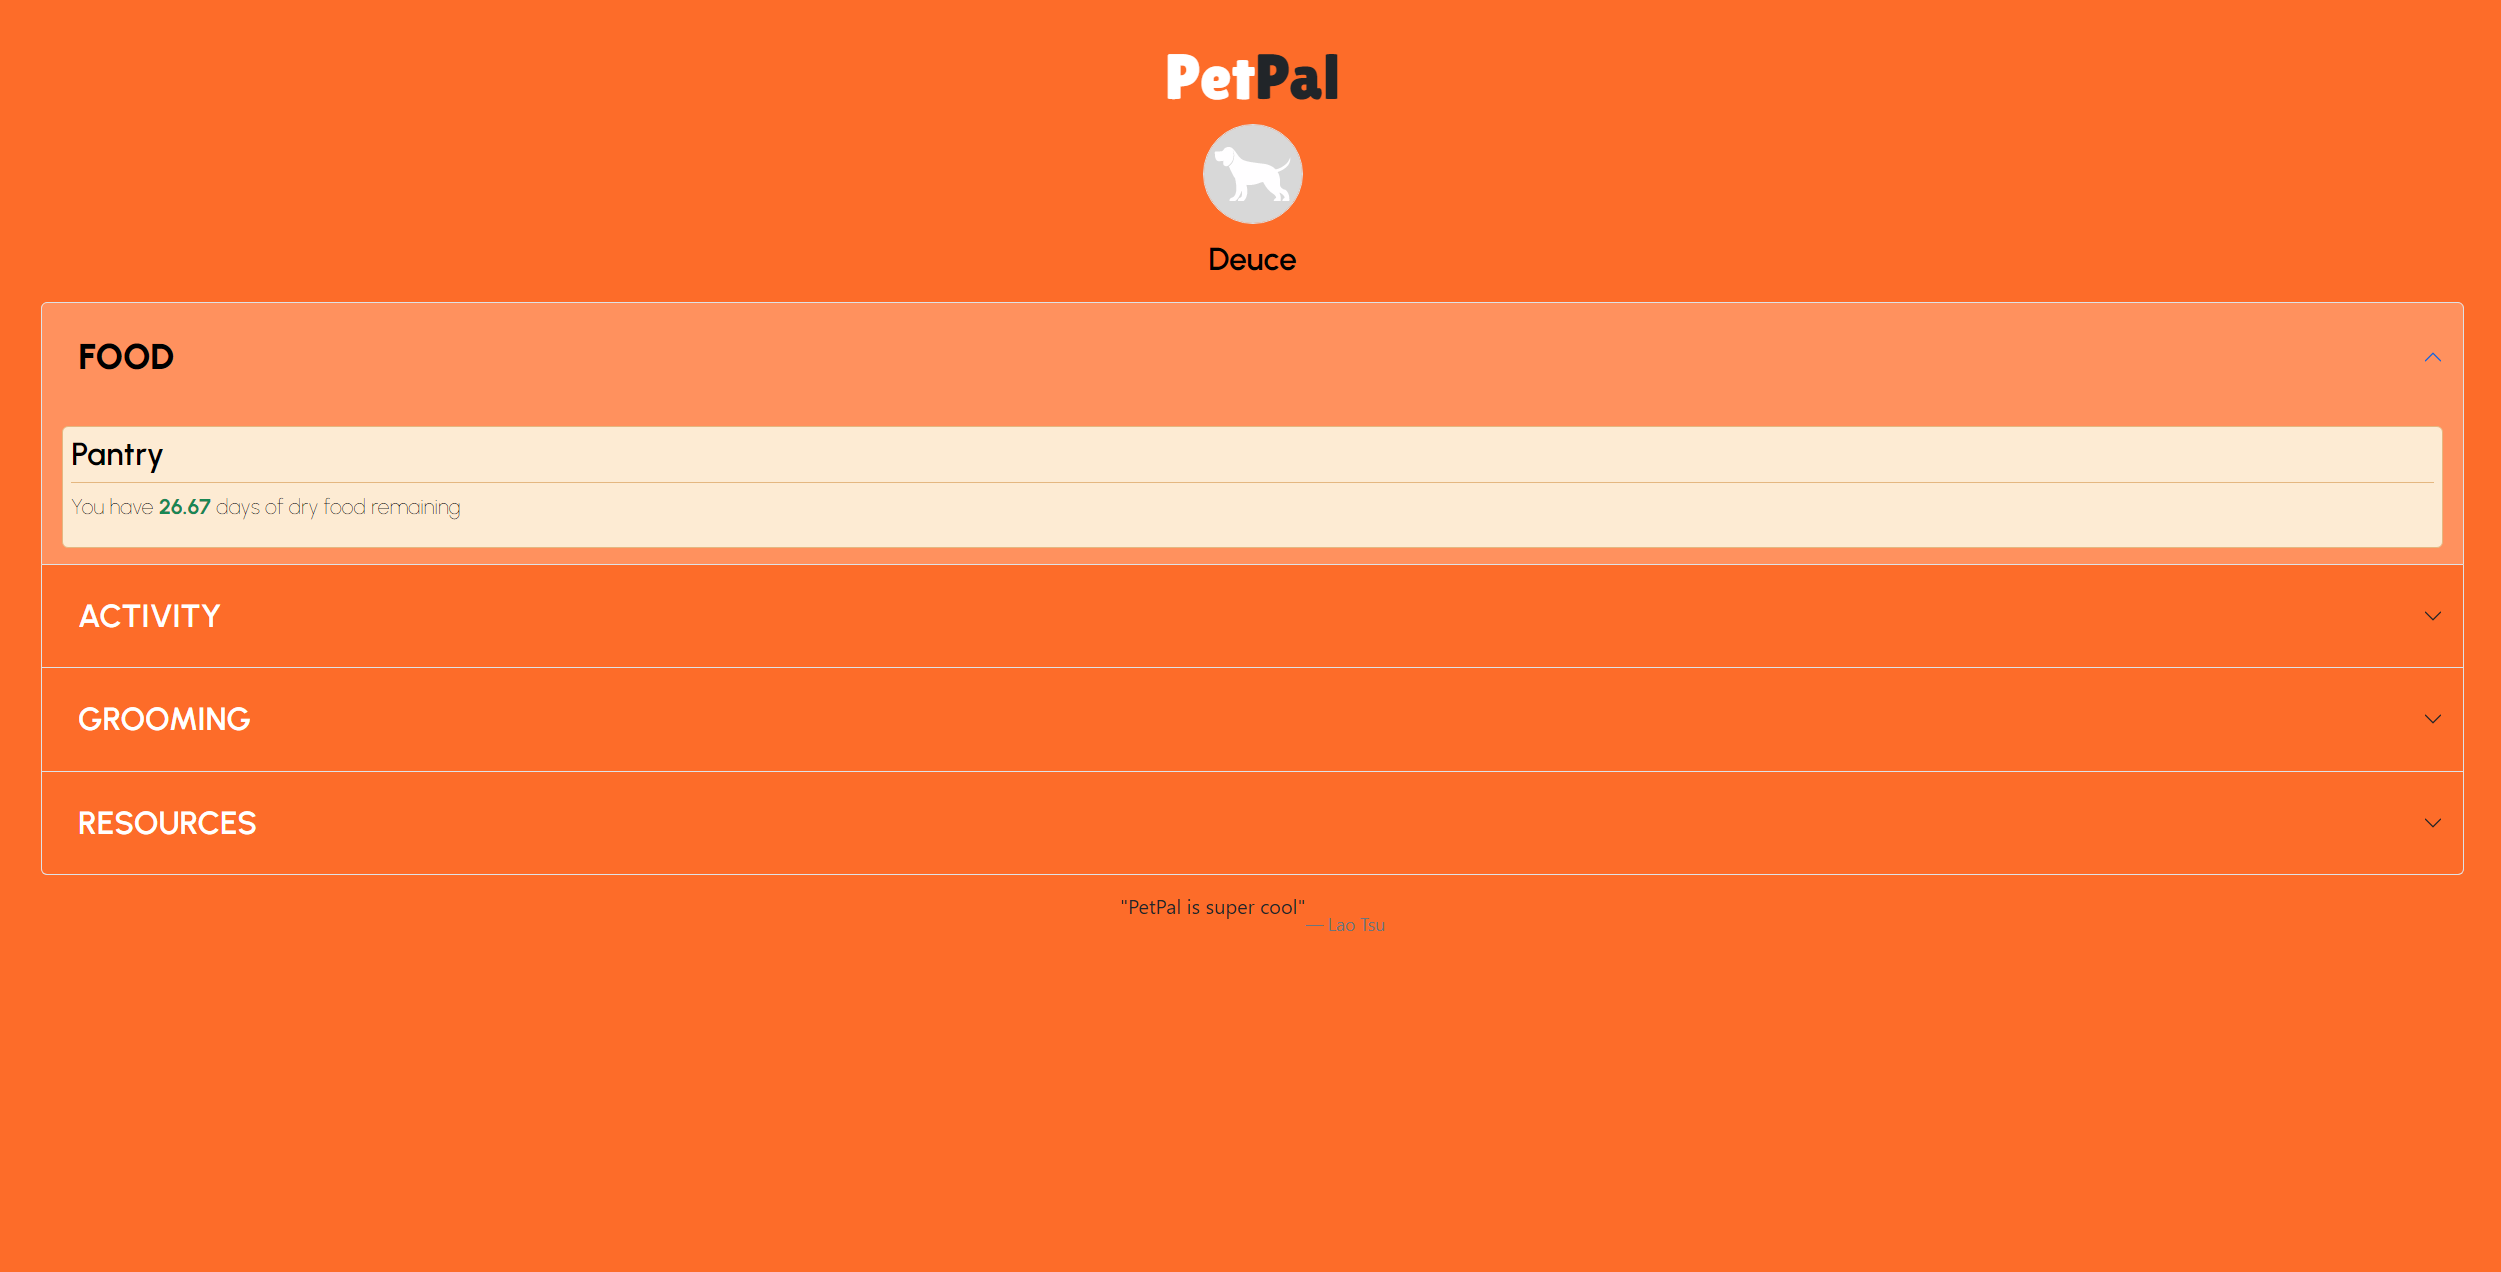 PetPal
Deuce
FOOD
Pantry
You have 26.67 days of dry food remaining
ACTIVITY
GROOMING
RESOURCES
"PetPal is super cool"
— Lao Tsu